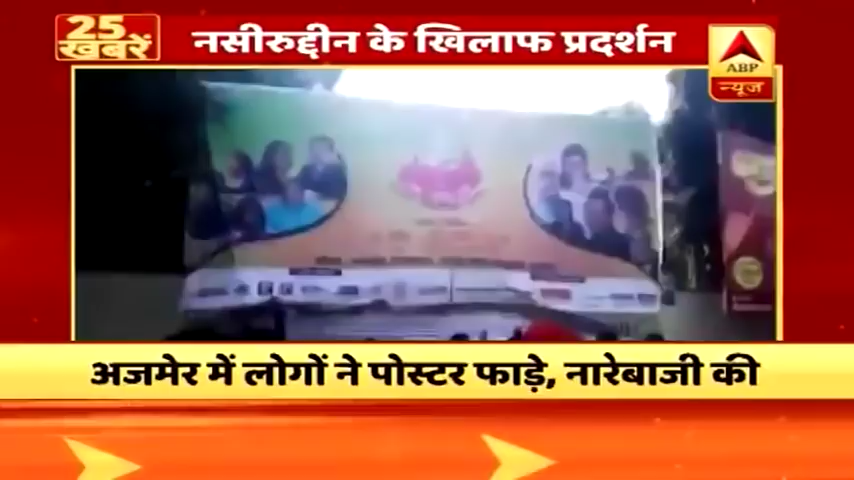 25
खबरें
नसीरुद्दीन के खिलाफ प्रदर्शन
ABP
न्यूज़
अजमेर में लोगों ने पोस्टर फाड़े, नारेबाजी की